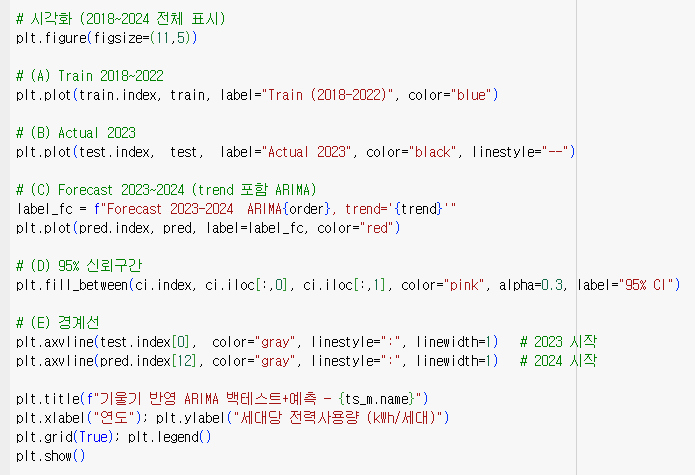 # 시각화 (2018~2024 전체 표시)
plt.figure(figsize=(11,5))
# (A) Train 2018~2022
plt.plot(train.index, train, label="Train (2018-2022)", color="blue")
# (B) Actual 2023
plt.plot(test.index,  test,  label="Actual 2023", color="black", linestyle="--")
# (C) Forecast 2023~2024 (trend 포함 ARIMA)
label_fc = f"Forecast 2023-2024  ARIMA{order}, trend='{trend}'"
plt.plot(pred.index, pred, label=label_fc, color="red")
# (D) 95% 신뢰구간
plt.fill_between(ci.index, ci.iloc[:,0], ci.iloc[:,1], color="pink", alpha=0.3, label="95% CI")
# (E) 경계선
plt.axvline(test.index[0],  color="gray", linestyle=":", linewidth=1)   # 2023 시작
plt.axvline(pred.index[12], color="gray", linestyle=":", linewidth=1)   # 2024 시작
plt.title(f"기울기 반영 ARIMA 백테스트+예측 - {ts_m.name}")
plt.xlabel("연도"); plt.ylabel("세대당 전력사용량 (kWh/세대)")
plt.grid(True); plt.legend()
plt.show()